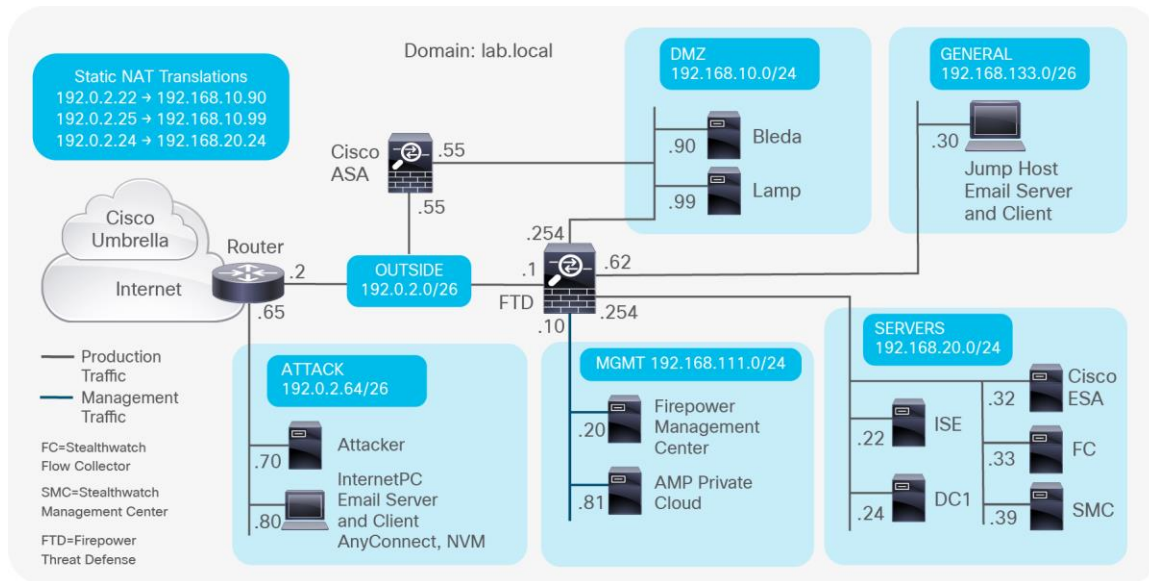 Domain: lab.local
Static NAT Translations
192.0.2.22 → 192.168.10.90
192.0.2.25 → 192.168.10.99
192.0.2.24 → 192.168.20.24
DMZ
192.168.10.0/24
.90
Bleda
.99
Lamp
GENERAL
192.168.133.0/26
.30
Jump Host
Email Server
and Client
Cisco
ASA
.55
.55
Cisco
Umbrella
Internet
Router
.2
.65
OUTSIDE
192.0.2.0/26
.254
.1
.62
FTD
.254
.10
Production
Traffic
Management
Traffic
FC=Stealthwatch
Flow Collector
SMC=Stealthwatch
Management Center
FTD=Firepower
Threat Defense
ATTACK
192.0.2.64/26
.70
Attacker
.80
InternetPC
Email Server
and Client
AnyConnect, NVM
MGMT 192.168.111.0/24
.20
Firepower
Management
Center
.81
AMP Private
Cloud
SERVERS
192.168.20.0/24
.22
ISE
.24
DC1
.32
Cisco
ESA
.33
FC
.39
SMC